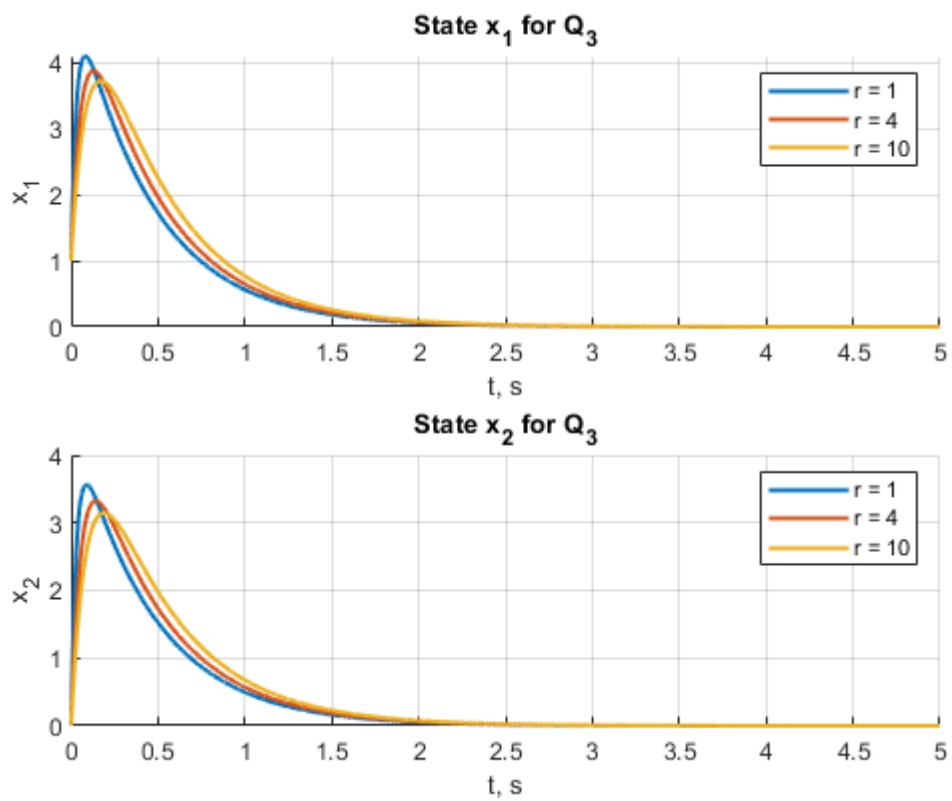 State x₁ for Q₃
4
3
2
1
0
x₁
r = 1
r = 4
r = 10
0 0.5 1 1.5 2 2.5 3 3.5 4 4.5 5
t, s
State x₂ for Q₃
4
3
2
1
0
x₂
r = 1
r = 4
r = 10
0 0.5 1 1.5 2 2.5 3 3.5 4 4.5 5
t, s